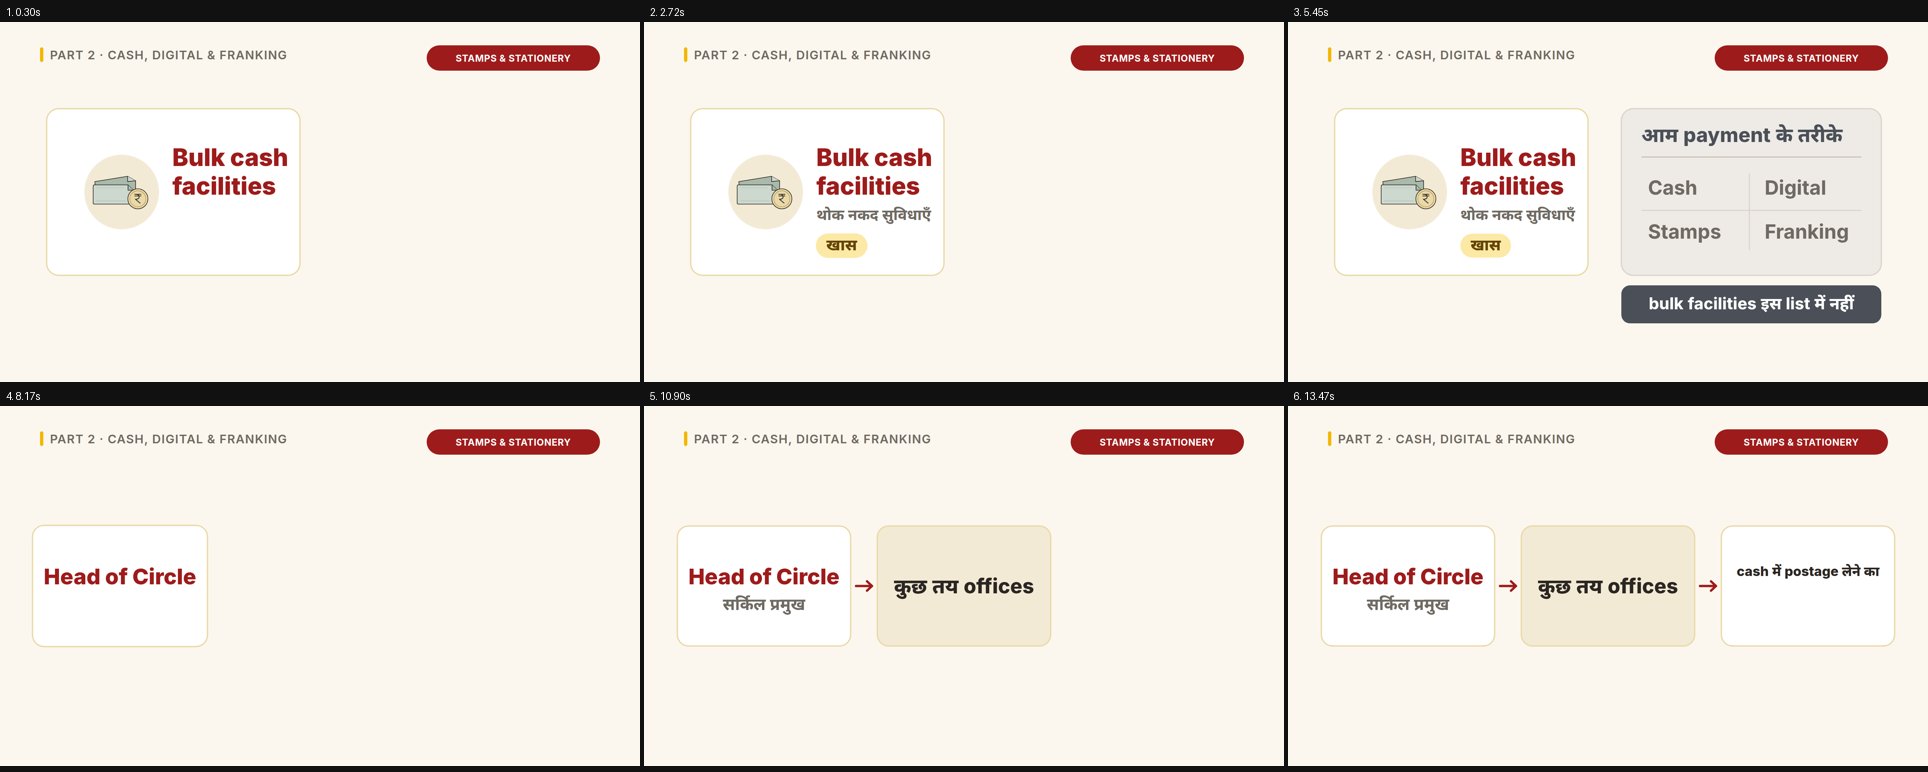 1. 0.30s
PART 2 · CASH, DIGITAL & FRANKING
STAMPS & STATIONERY
Bulk cash
facilities
2. 2.72s
PART 2 · CASH, DIGITAL & FRANKING
STAMPS & STATIONERY
Bulk cash
facilities
थोक नकद सुविधाएँ
खास
3. 5.45s
PART 2 · CASH, DIGITAL & FRANKING
STAMPS & STATIONERY
Bulk cash
facilities
थोक नकद सुविधाएँ
खास
आम payment के तरीके
Cash
Digital
Stamps
Franking
bulk facilities इस list में नहीं
4. 8.17s
PART 2 · CASH, DIGITAL & FRANKING
STAMPS & STATIONERY
Head of Circle
5. 10.90s
PART 2 · CASH, DIGITAL & FRANKING
STAMPS & STATIONERY
Head of Circle
सर्किल प्रमुख
→
कुछ तय offices
6. 13.47s
PART 2 · CASH, DIGITAL & FRANKING
STAMPS & STATIONERY
Head of Circle
सर्किल प्रमुख
→
कुछ तय offices
→
cash में postage लेने का